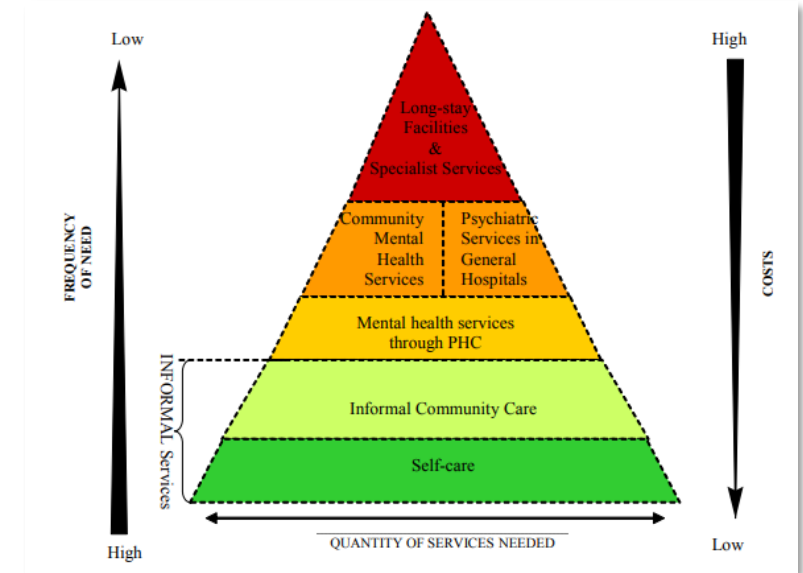 Low
High
Long-stay
Facilities
&
Specialist Services
Community
Mental
Health
Services
Psychiatric
Services in
General
Hospitals
FREQUENCY
OF NEED
COSTS
Mental health services
through PHC
INFORMAL Services
Informal Community Care
Self-care
QUANTITY OF SERVICES NEEDED
High
Low